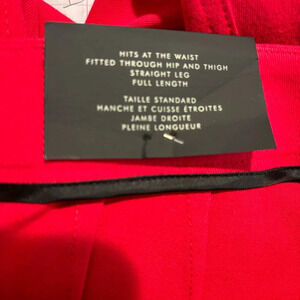 HITS AT THE WAIST
FITTED THROUGH HIP AND THIGH
STRAIGHT LEG
FULL LENGTH
TAILLE STANDARD
MANCHE ET CUISSE ÉTROITES
JAMBE DROITE
PLEINE LONGUEUR